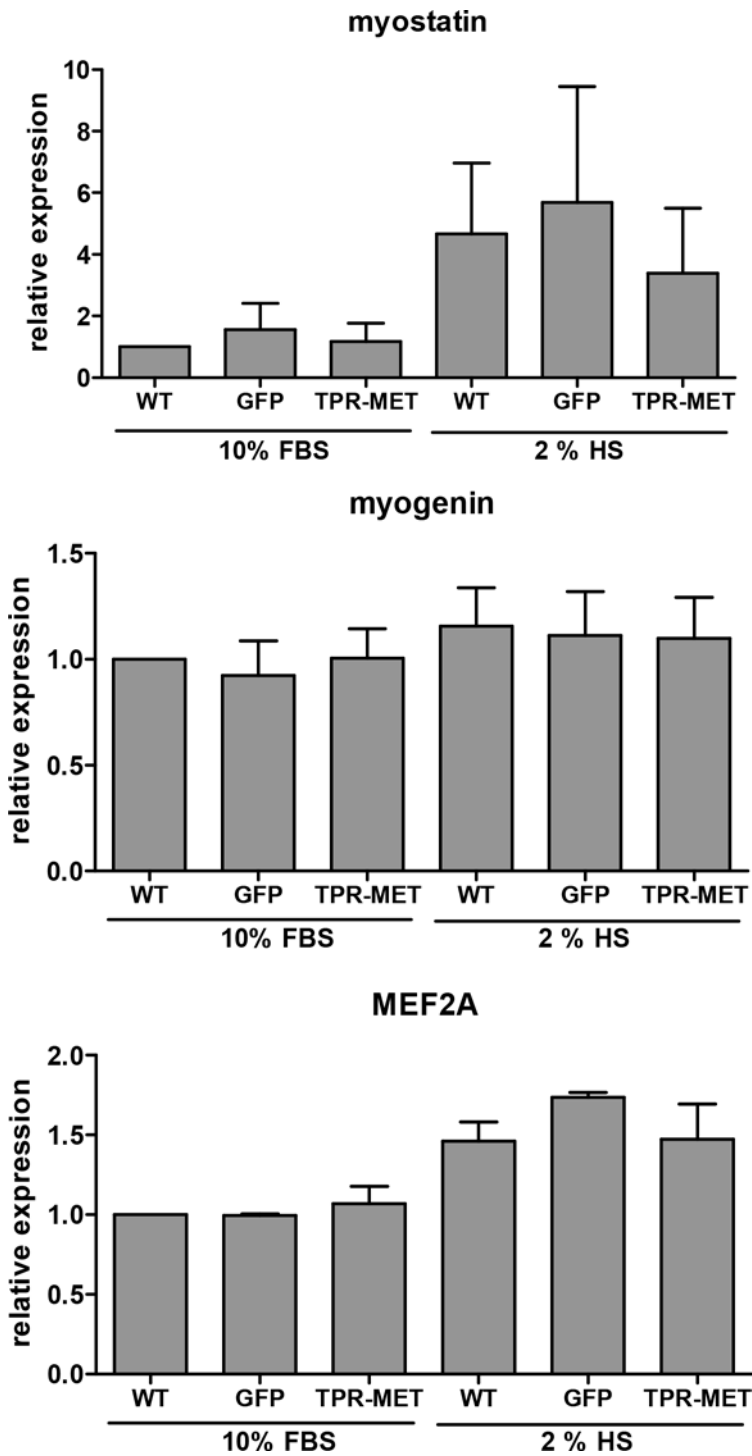 myostatin
relative expression
10
8
6
4
2
0
WT GFP TPR-MET WT GFP TPR-MET
10% FBS 2 % HS
myogenin
relative expression
1.5
1.0
0.5
0.0
WT GFP TPR-MET WT GFP TPR-MET
10% FBS 2 % HS
MEF2A
relative expression
2.0
1.5
1.0
0.5
0.0
WT GFP TPR-MET WT GFP TPR-MET
10% FBS 2 % HS